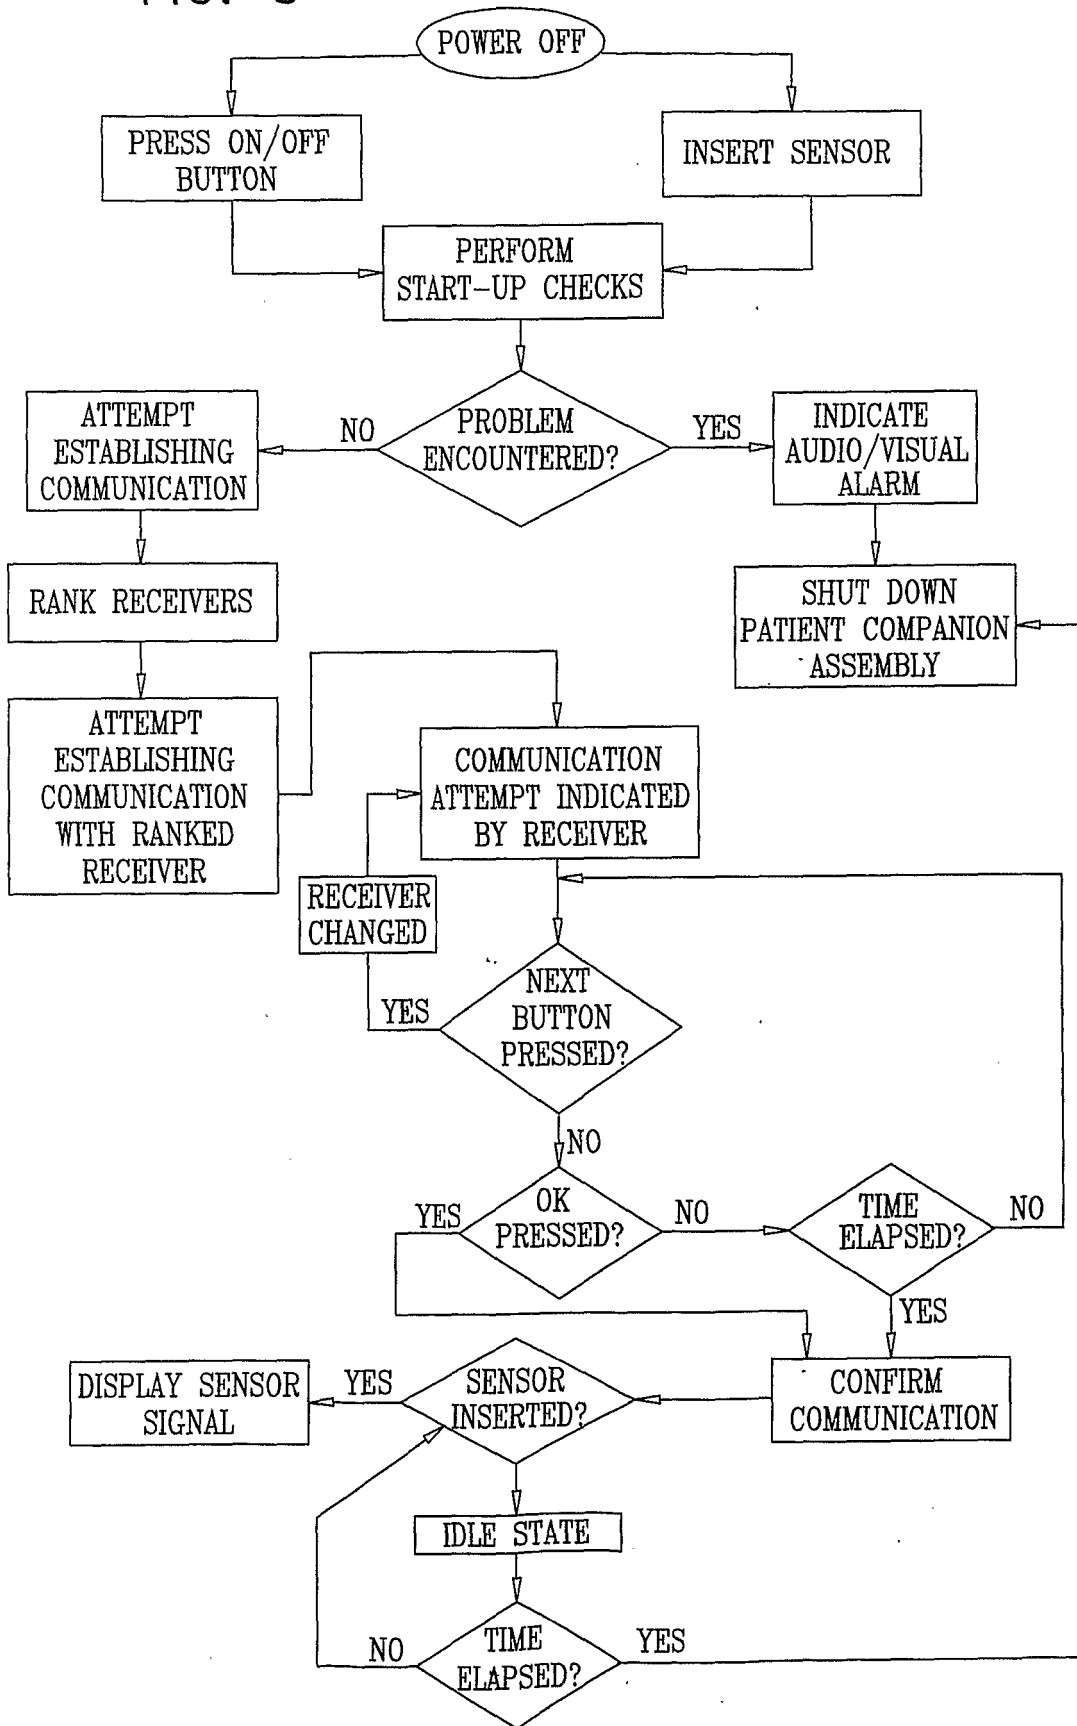 POWER OFF
PRESS ON/OFF
BUTTON
INSERT SENSOR
PERFORM
START-UP CHECKS
PROBLEM
ENCOUNTERED?
NO
YES
ATTEMPT
ESTABLISHING
COMMUNICATION
INDICATE
AUDIO/VISUAL
ALARM
RANK RECEIVERS
SHUT DOWN
PATIENT COMPANION
ASSEMBLY
ATTEMPT
ESTABLISHING
COMMUNICATION
WITH RANKED
RECEIVER
COMMUNICATION
ATTEMPT INDICATED
BY RECEIVER
RECEIVER
CHANGED
YES
NEXT
BUTTON
PRESSED?
NO
YES
OK
PRESSED?
NO
TIME
ELAPSED?
NO
YES
CONFIRM
COMMUNICATION
SENSOR
INSERTED?
YES
DISPLAY SENSOR
SIGNAL
IDLE STATE
TIME
ELAPSED?
NO
YES